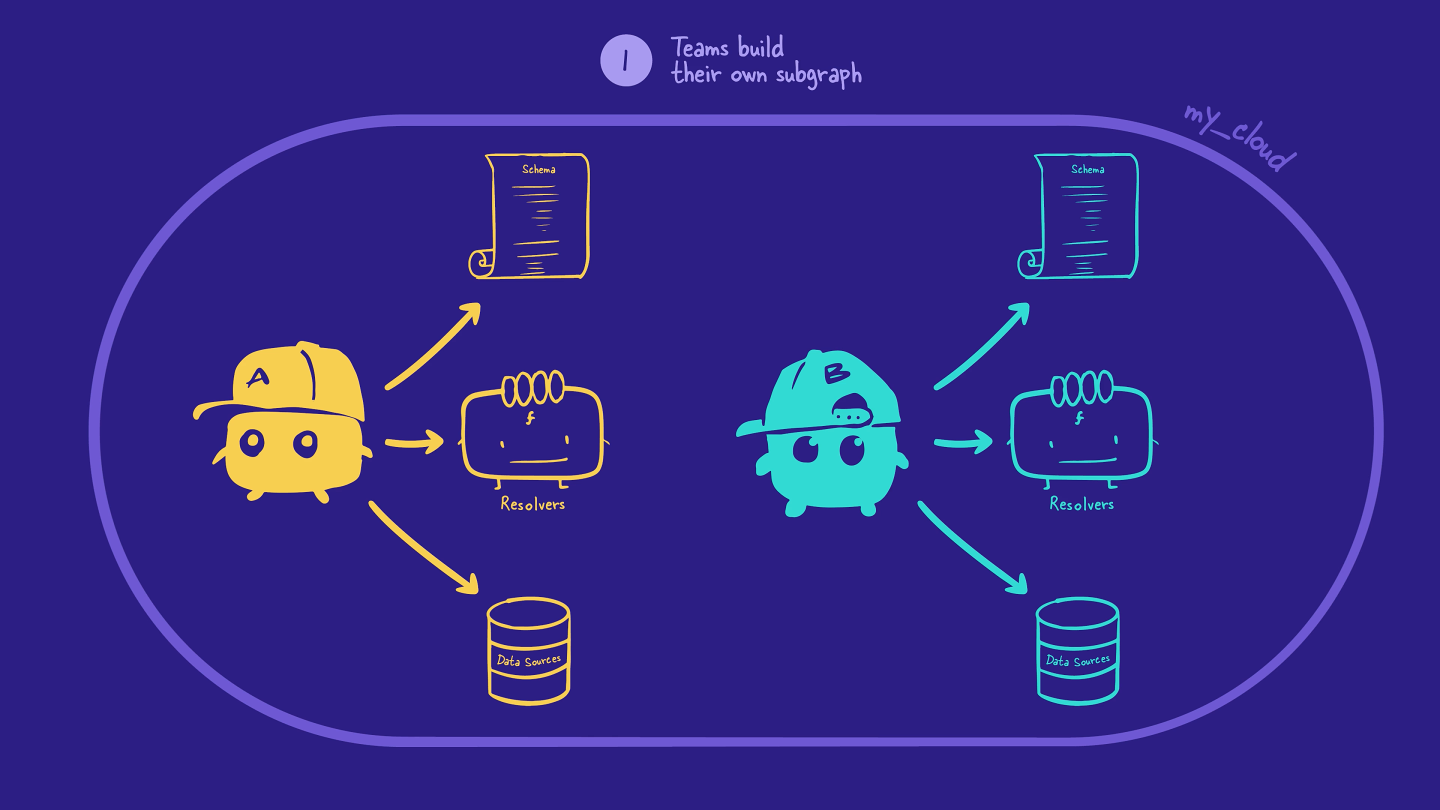 1
Teams build
their own subgraph
my_cloud
Schema
A
f
Resolvers
Data Sources
Schema
B
f
Resolvers
Data Sources